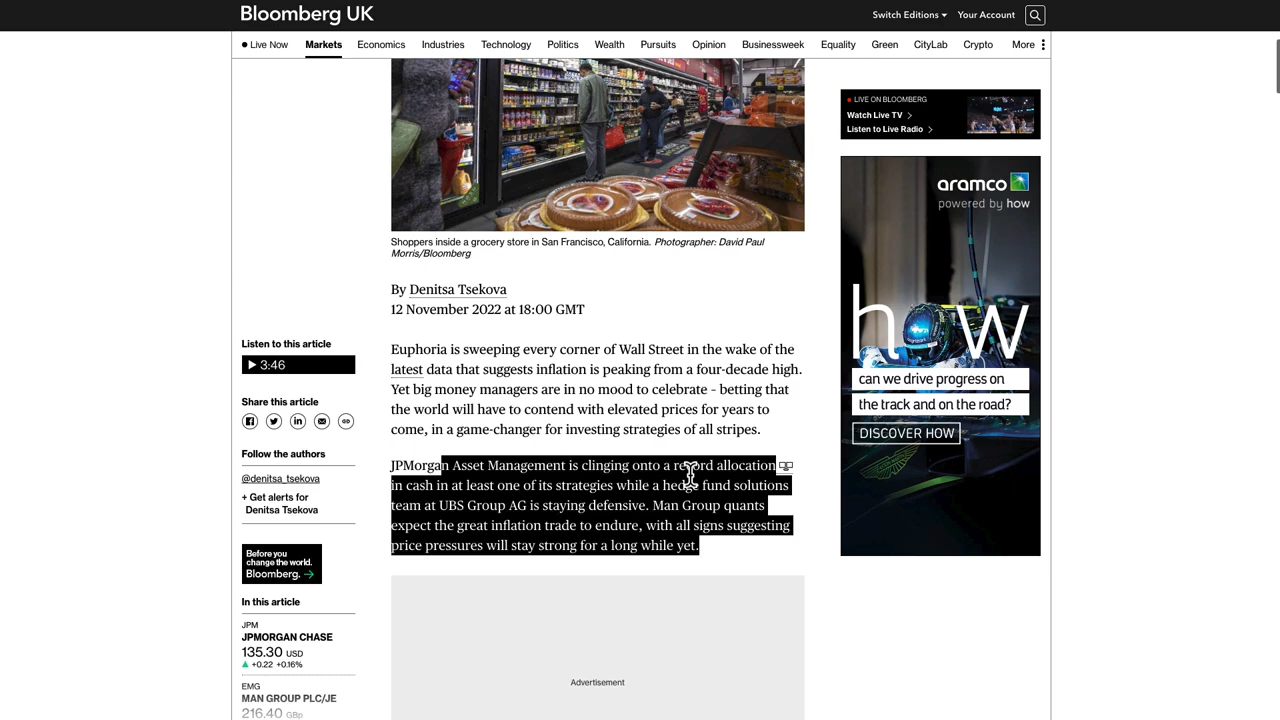 Bloomberg UK
Switch Editions
Your Account
Live Now
Markets
Economics
Industries
Technology
Politics
Wealth
Pursuits
Opinion
Businessweek
Equality
Green
CityLab
Crypto
More
Shoppers inside a grocery store in San Francisco, California. Photographer: David Paul
Morris/Bloomberg
By Denitsa Tsekova
12 November 2022 at 18:00 GMT
Listen to this article
3:46
Share this article
Follow the authors
@denitsa_tsekova
+ Get alerts for
Denitsa Tsekova
Before you
change the world.
Bloomberg. →
In this article
JPM
JPMORGAN CHASE
135.30 USD
▲ +0.22 +0.16%
EMG
MAN GROUP PLC/JE
216.40 GBp
Euphoria is sweeping every corner of Wall Street in the wake of the
latest data that suggests inflation is peaking from a four-decade high.
Yet big money managers are in no mood to celebrate – betting that
the world will have to contend with elevated prices for years to
come, in a game-changer for investing strategies of all stripes.
JPMorgan Asset Management is clinging onto a record allocation
in cash in at least one of its strategies while a hedge fund solutions
team at UBS Group AG is staying defensive. Man Group quants
expect the great inflation trade to endure, with all signs suggesting
price pressures will stay strong for a long while yet.
Advertisement
LIVE ON BLOOMBERG
Watch Live TV
Listen to Live Radio
aramco
powered by how
how
can we drive progress on
the track and on the road?
DISCOVER HOW